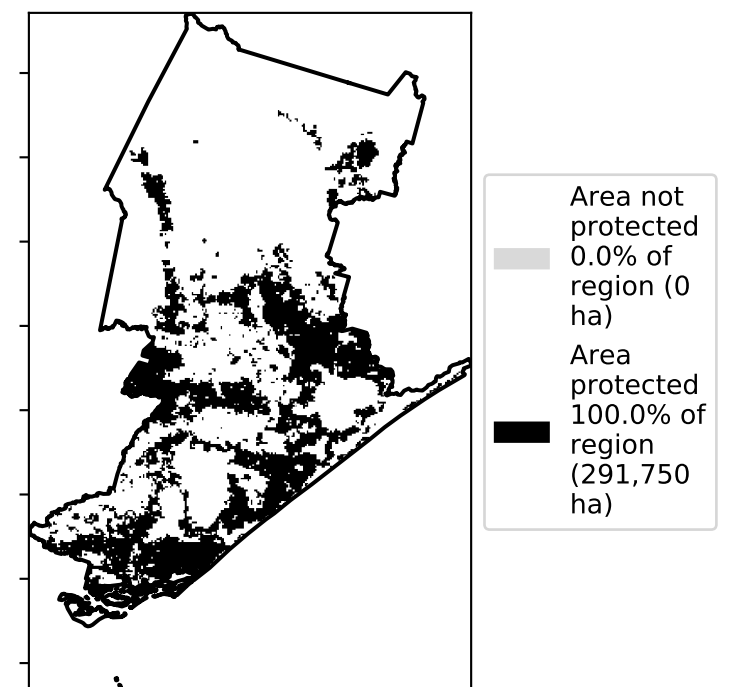 Area not
protected
0.0% of
region (0
ha)
Area
protected
100.0% of
region
(291,750
ha)